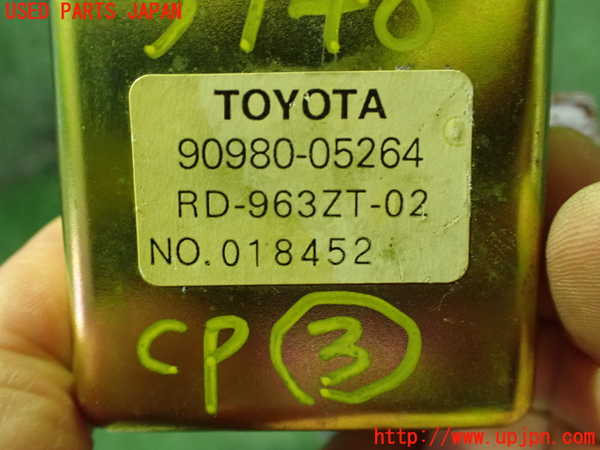 USED PARTS JAPAN
TOYOTA
90980-05264
RD-963ZT-02
NO.018452
CP 3
http://www.upjpn.com/